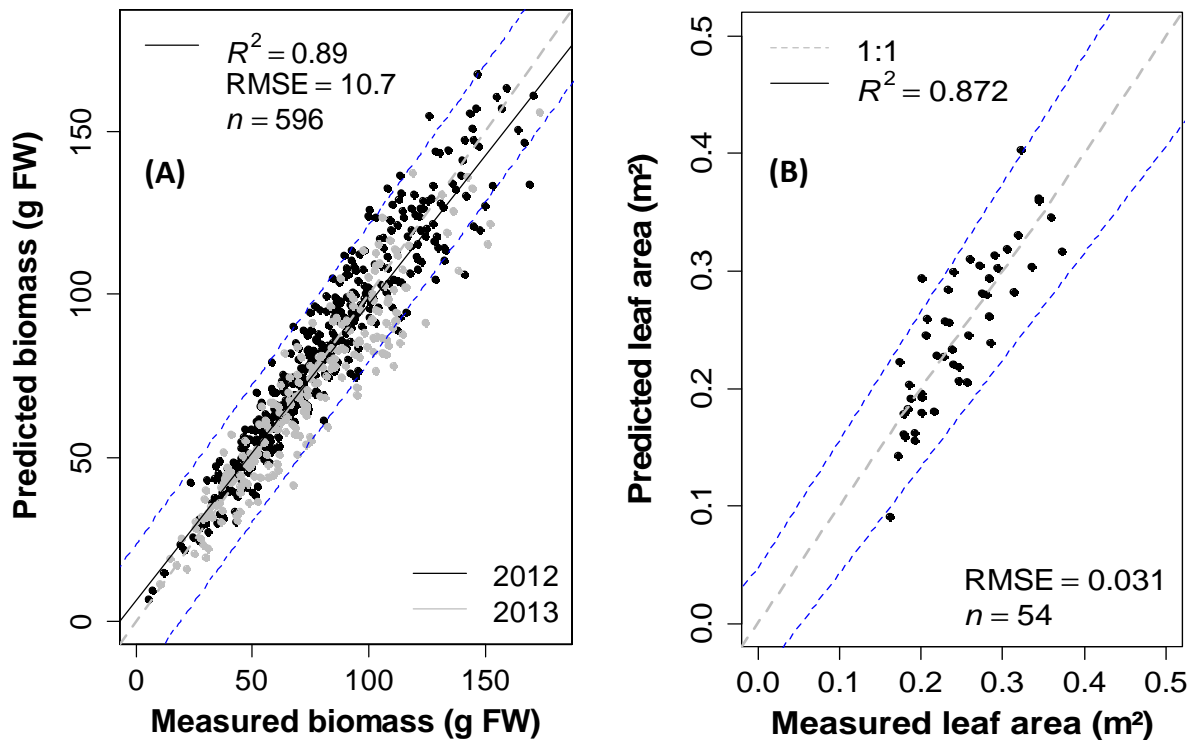 R² = 0.89
RMSE = 10.7
n = 596
(A)
Predicted biomass (g FW)
150
100
50
0
2012
2013
0 50 100 150
Measured biomass (g FW)
1:1
R² = 0.872
(B)
Predicted leaf area (m²)
0.5
0.4
0.3
0.2
0.1
0.0
RMSE = 0.031
n = 54
0.0 0.1 0.2 0.3 0.4 0.5
Measured leaf area (m²)